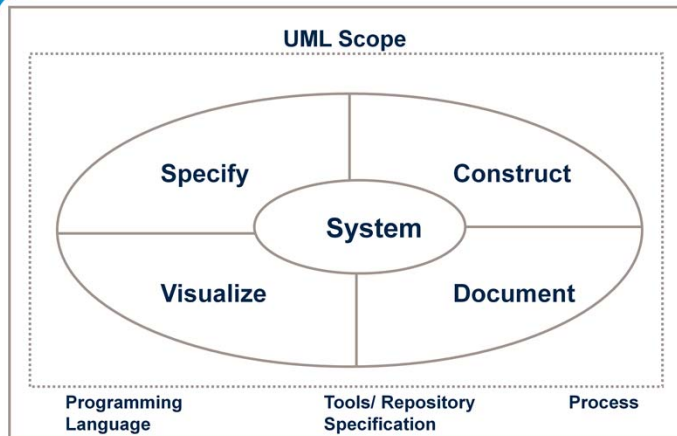 UML Scope
Specify
Construct
System
Visualize
Document
Programming
Language
Tools/ Repository
Specification
Process